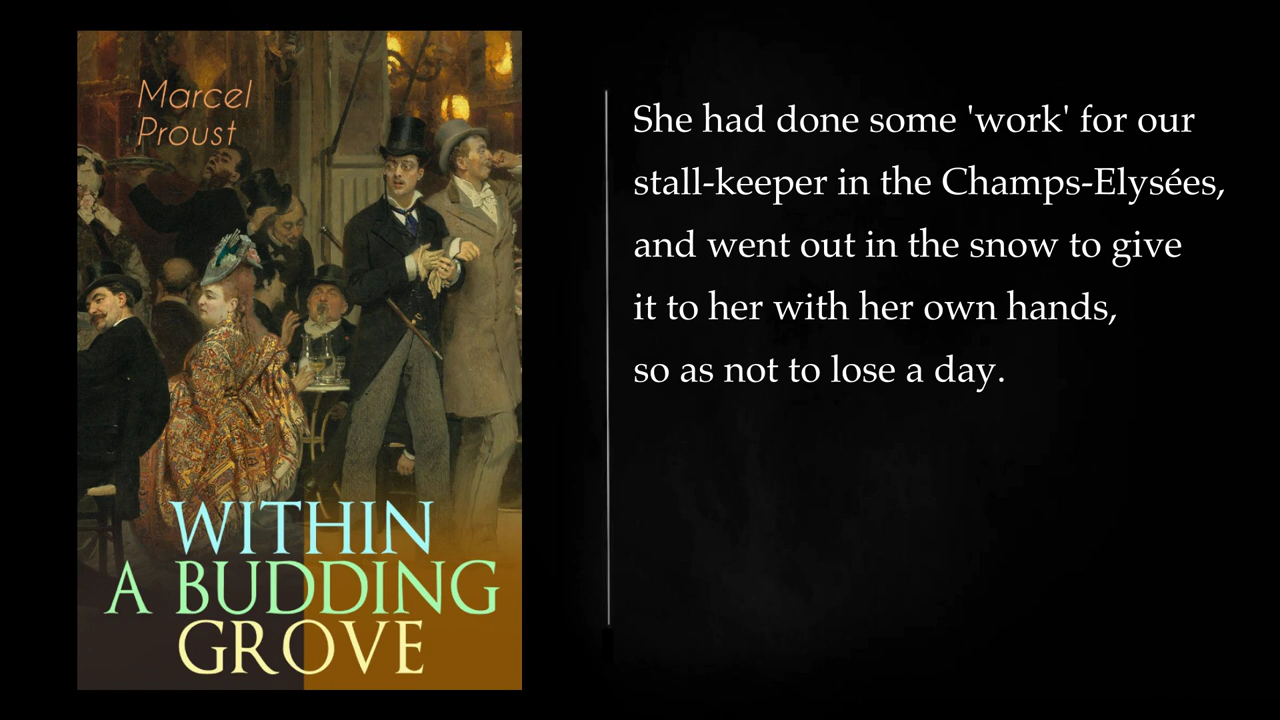 Marcel
Proust
WITHIN
A BUDDING
GROVE
She had done some 'work' for our
stall-keeper in the Champs-Elysées,
and went out in the snow to give
it to her with her own hands,
so as not to lose a day.